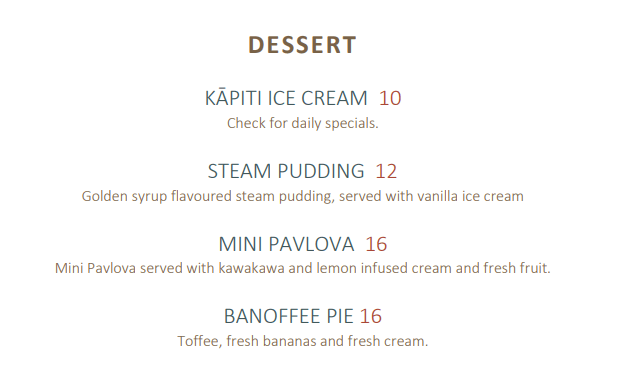 DESSERT
KĀPITI ICE CREAM 10
Check for daily specials.
STEAM PUDDING 12
Golden syrup flavoured steam pudding, served with vanilla ice cream
MINI PAVLOVA 16
Mini Pavlova served with kawakawa and lemon infused cream and fresh fruit.
BANOFFEE PIE 16
Toffee, fresh bananas and fresh cream.